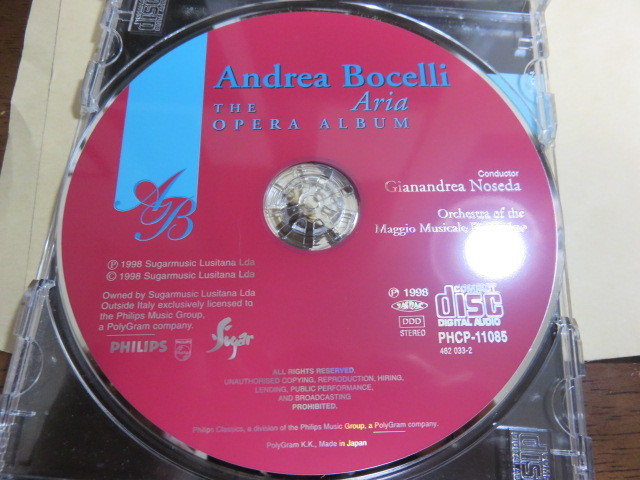 Andrea Bocelli
THE Aria
OPERA ALBUM
AB
Conductor
Gianandrea Noseda
Orchestra of the
Maggio Musicale
℗ 1998 Sugarmusic Lusitana Lda
© 1998 Sugarmusic Lusitana Lda
Owned by Sugarmusic Lusitana Lda
Outside Italy exclusively licensed to
the Philips Music Group,
a PolyGram company.
PHILIPS
Sugar
℗ 1998
DDD
STEREO
COMPACT
disc
DIGITAL AUDIO
PHCP-11085
462 033-2
ALL RIGHTS RESERVED.
UNAUTHORISED COPYING, REPRODUCTION, HIRING,
LENDING, PUBLIC PERFORMANCE,
AND BROADCASTING
PROHIBITED.
Philips Classics, a division of the Philips Music Group, a PolyGram company.
PolyGram K.K., Made in Japan